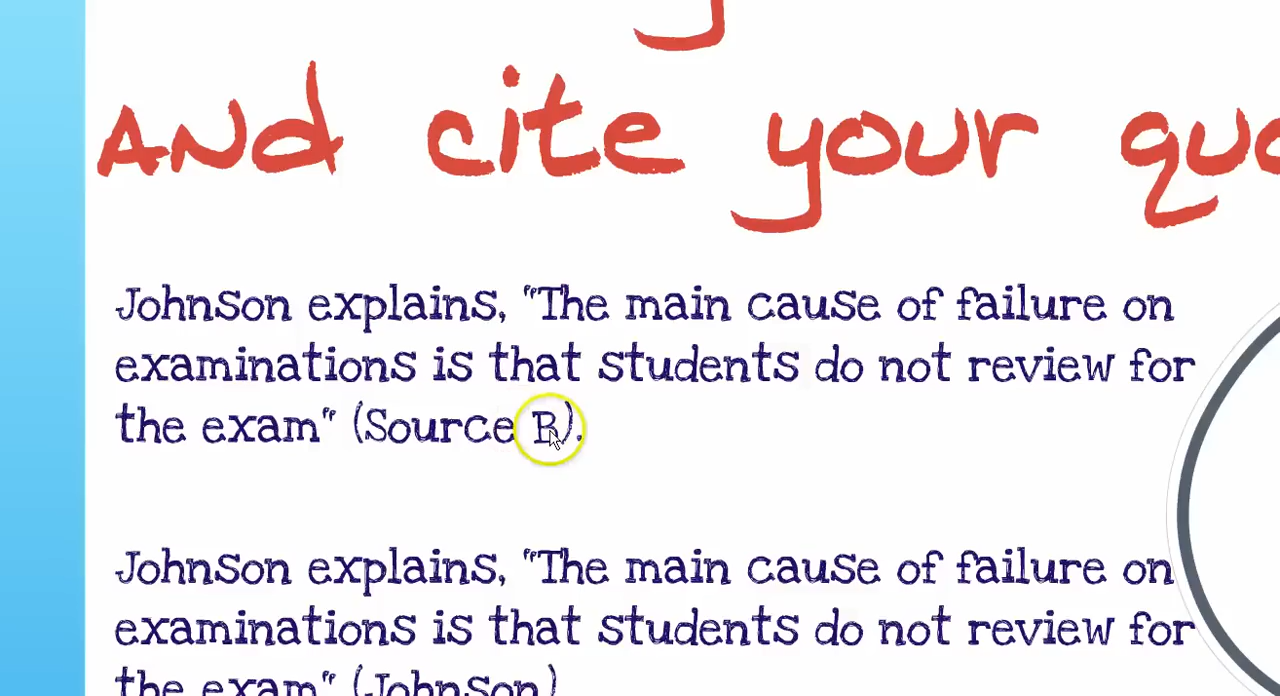 AND cite your quo
Johnson explains, "The main cause of failure on
examinations is that students do not review for
the exam" (Source B).
Johnson explains, "The main cause of failure on
examinations is that students do not review for
the exam" (Johnson)